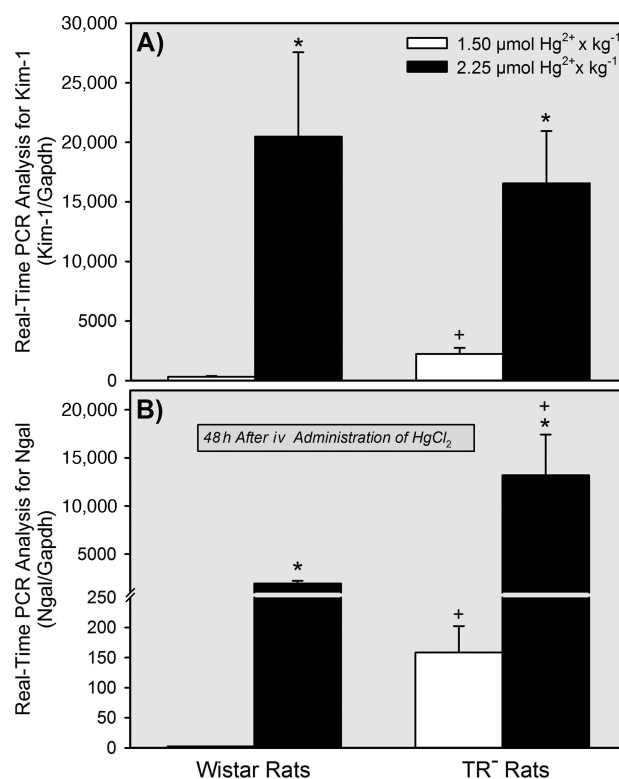 A)
1.50 µmol Hg²⁺ x kg⁻¹
2.25 µmol Hg²⁺x kg⁻¹
Real-Time PCR Analysis for Kim-1
(Kim-1/Gapdh)
30,000
25,000
20,000
15,000
10,000
5000
0
*
+
*
B)
48h After iv Administration of HgCl₂
Real-Time PCR Analysis for Ngal
(Ngal/Gapdh)
20,000
15,000
10,000
5000
250
200
150
100
50
0
*
+
+
*
Wistar Rats
TR⁻ Rats